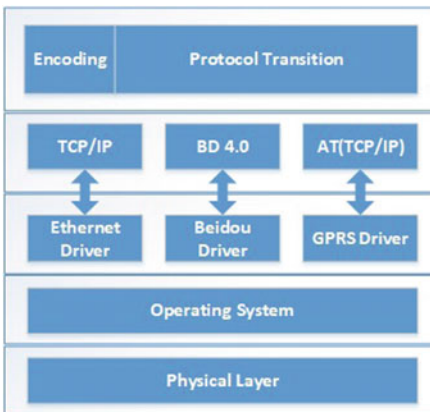 Encoding Protocol Transition
TCP/IP BD 4.0 AT(TCP/IP)
Ethernet Driver Beidou Driver GPRS Driver
Operating System
Physical Layer